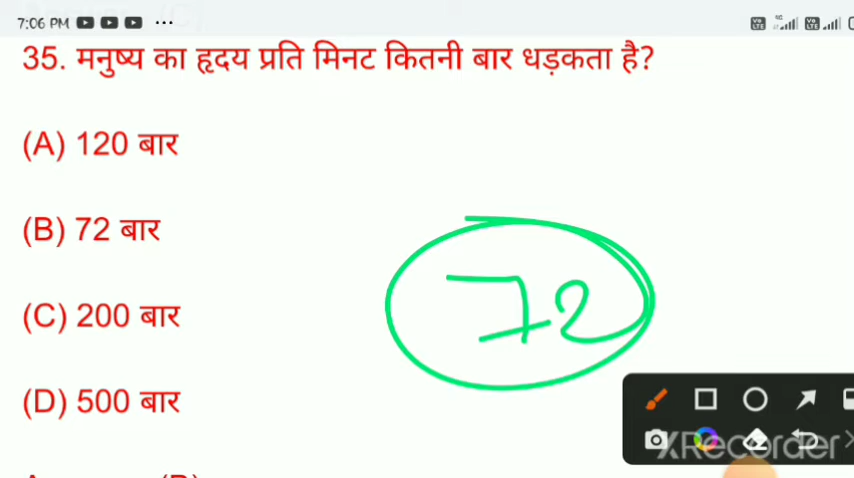 7:06 PM
35. मनुष्य का हृदय प्रति मिनट कितनी बार धड़कता है?
(A) 120 बार
(B) 72 बार
72
(C) 200 बार
(D) 500 बार
XRecorder